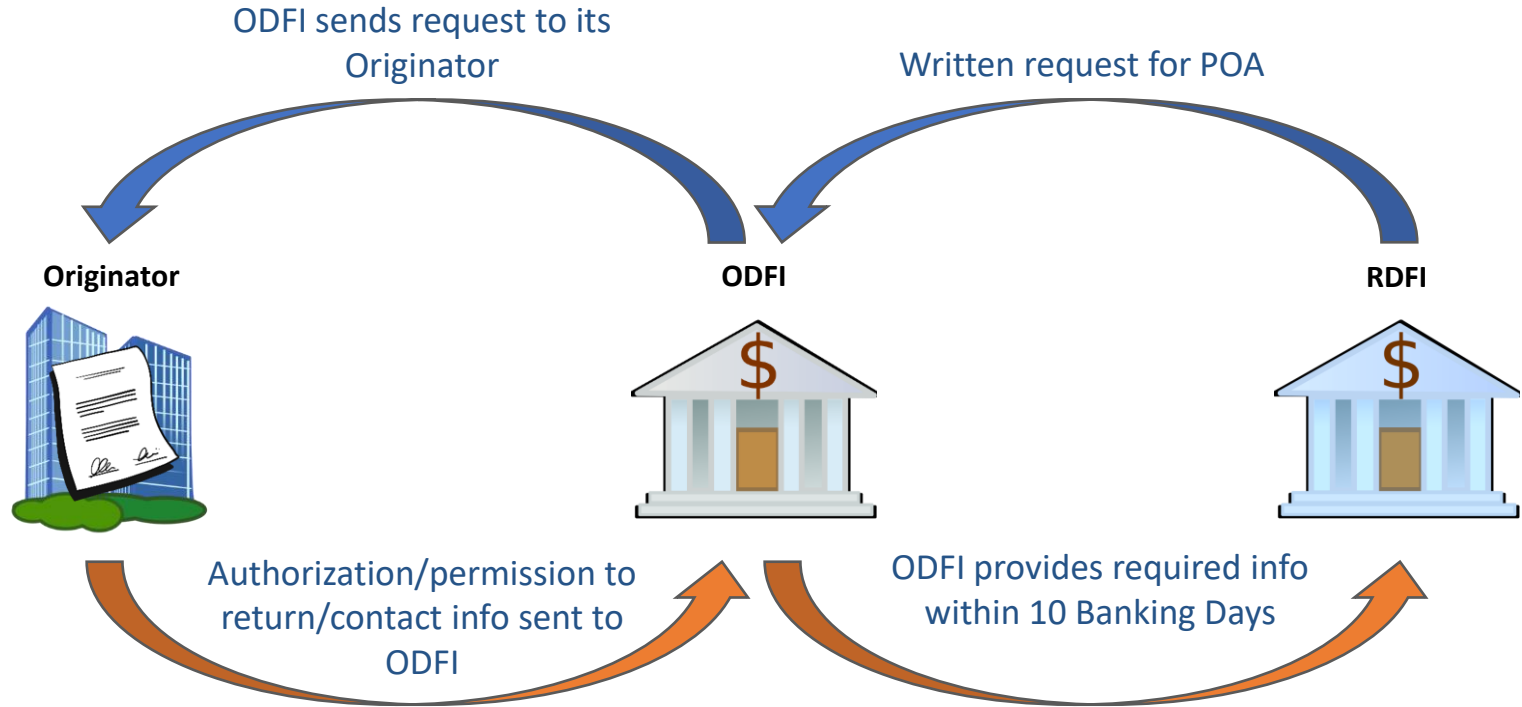 ODFI sends request to its
Originator
Written request for POA
Originator
ODFI
RDFI
$
$
Authorization/permission to
return/contact info sent to
ODFI
ODFI provides required info
within 10 Banking Days